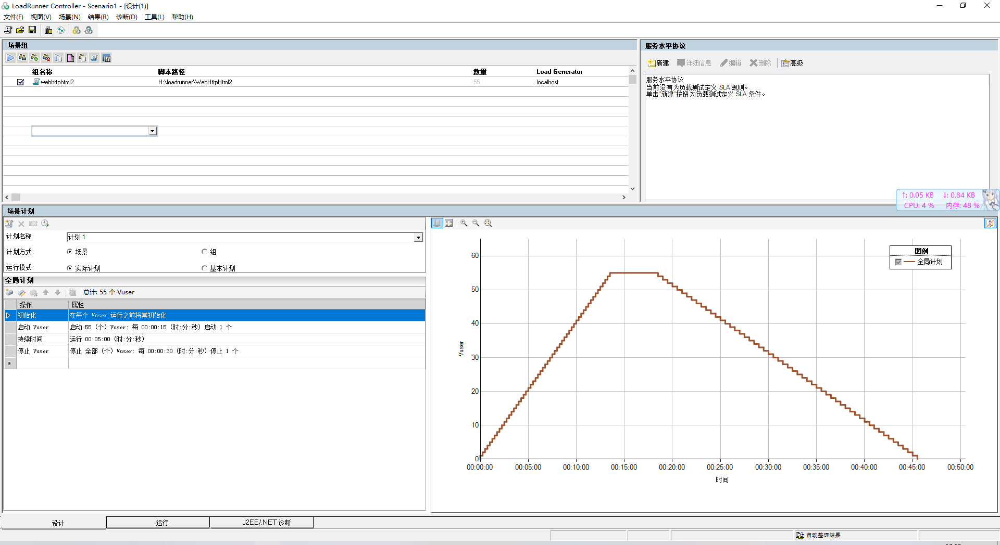 LoadRunner Controller - Scenario1 - [设计(1)]
文件(F) 视图(V) 场景(N) 结果(R) 诊断(D) 工具(L) 帮助(H)
场景组
组名称 脚本路径 数量 Load Generator
webhttphtml2 H:\loadrunner\WebHttpHtml2 55 localhost
服务水平协议
新建 详细信息 编辑 删除 高级
服务水平协议
当前没有为负载测试定义 SLA 规则。
单击"新建"按钮为负载测试定义 SLA 条件。
↑: 0.05 KB ↓: 0.84 KB
CPU: 4 % 内存: 48 %
场景计划
计划名称: 计划 1
计划方式: 场景 组
运行模式: 实际计划 基本计划
全局计划
总计: 55 个 Vuser
操作 属性
初始化 在每个 Vuser 运行之前将其初始化
启动 Vuser 启动 55 (个) Vuser: 每 00:00:15 (时:分:秒) 启动 1 个
持续时间 运行 00:05:00 (时:分:秒)
停止 Vuser 停止 全部 (个) Vuser: 每 00:00:30 (时:分:秒) 停止 1 个
*
图例
全局计划
60
50
40
30
20
10
0
Vuser
00:00:00 00:05:00 00:10:00 00:15:00 00:20:00 00:25:00 00:30:00 00:35:00 00:40:00 00:45:00 00:50:00
时间
设计 运行 J2EE/.NET 诊断
自动整理结果